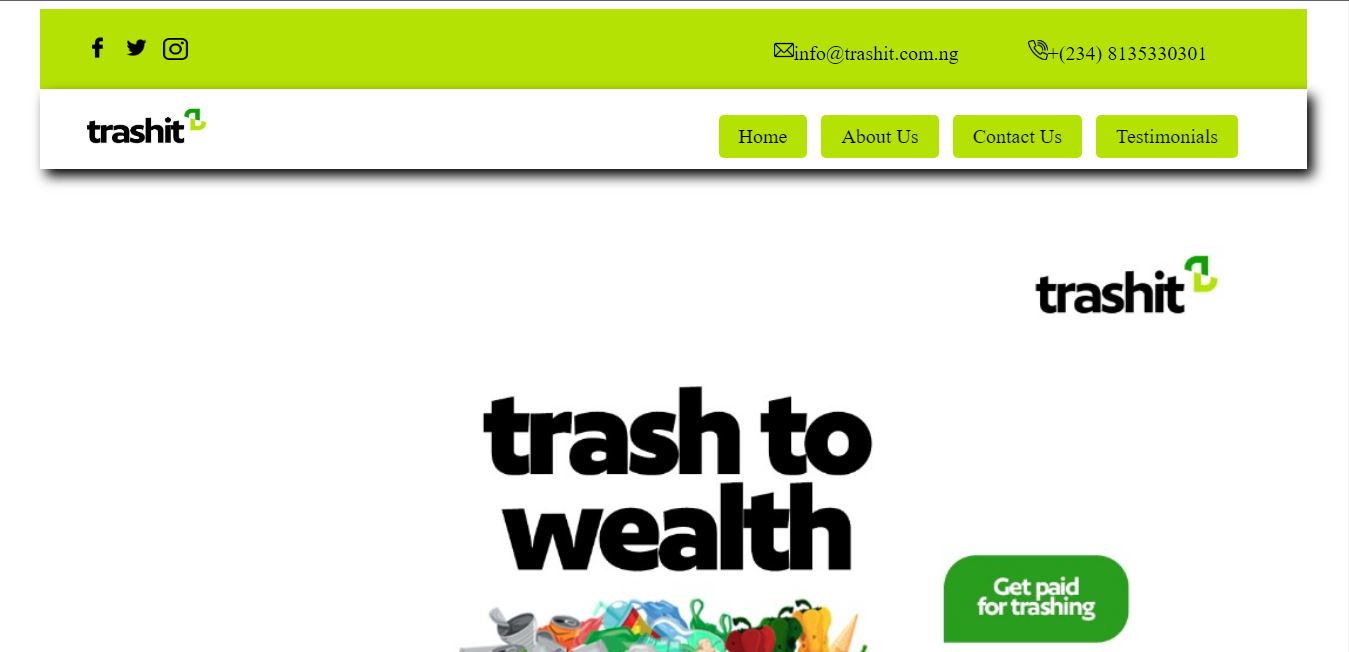 info@trashit.com.ng +(234) 8135330301
trashit
Home About Us Contact Us Testimonials
trashit
trash to
wealth
Get paid
for trashing